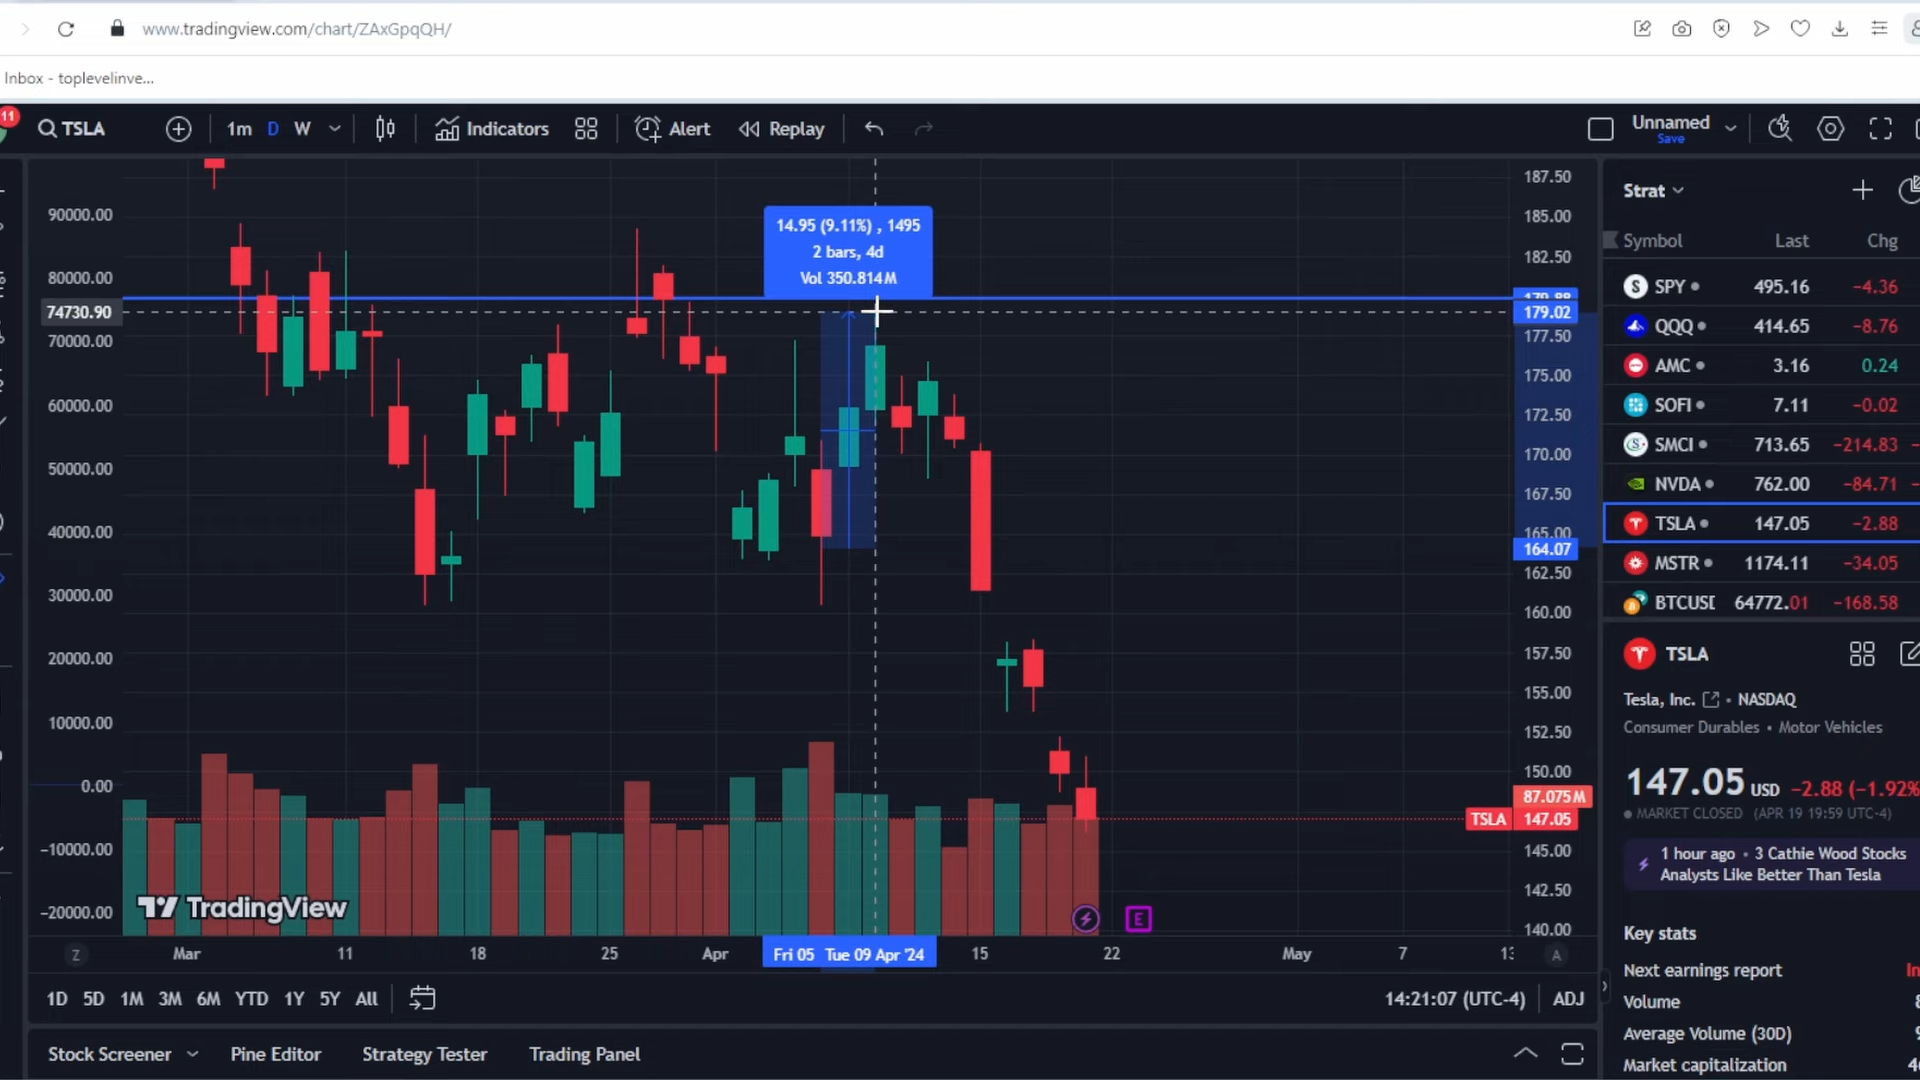 www.tradingview.com/chart/ZAxGpqQH/
Inbox - toplevelinve...
11
TSLA
1m D W
Indicators
Alert
Replay
Unnamed
Save
90000.00
80000.00
74730.90
70000.00
60000.00
50000.00
40000.00
30000.00
20000.00
10000.00
0.00
−10000.00
−20000.00
14.95 (9.11%) , 1495
2 bars, 4d
Vol 350.814M
187.50
185.00
182.50
179.88
179.02
177.50
175.00
172.50
170.00
167.50
165.00
164.07
162.50
160.00
157.50
155.00
152.50
150.00
87.075M
TSLA 147.05
145.00
142.50
140.00
TradingView
E
Z Mar 11 18 25 Apr Fri 05 Tue 09 Apr '24 15 22 May 7 A
1D 5D 1M 3M 6M YTD 1Y 5Y All
14:21:07 (UTC-4) ADJ
Stock Screener Pine Editor Strategy Tester Trading Panel
Strat
Symbol Last Chg
SPY 495.16 −4.36
QQQ 414.65 −8.76
AMC 3.16 0.24
SOFI 7.11 −0.02
SMCI 713.65 −214.83
NVDA 762.00 −84.71
TSLA 147.05 −2.88
MSTR 1174.11 −34.05
BTCUSD 64772.01 −168.58
TSLA
Tesla, Inc. • NASDAQ
Consumer Durables • Motor Vehicles
147.05 USD −2.88 (−1.92%
MARKET CLOSED (APR 19 19:59 UTC-4)
1 hour ago • 3 Cathie Wood Stocks
Analysts Like Better Than Tesla
Key stats
Next earnings report In
Volume
Average Volume (30D)
Market capitalization